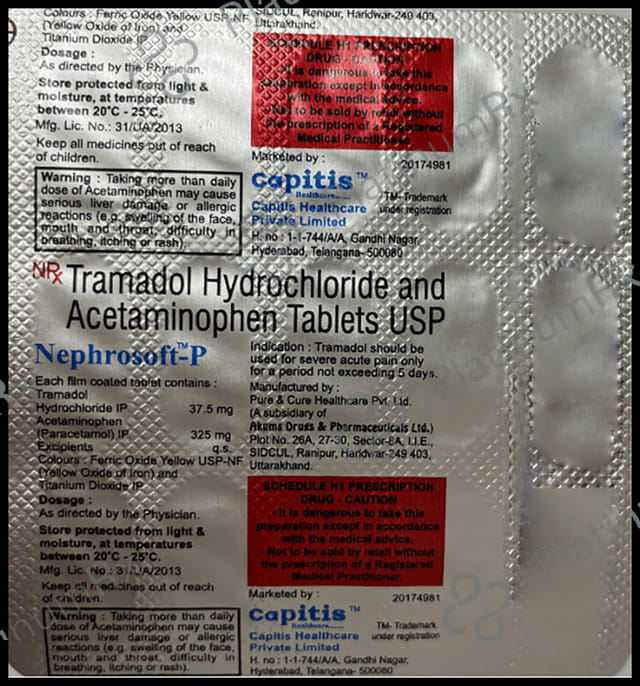 Colours : Ferric Oxide Yellow USP-NF
(Yellow Oxide of Iron) and
Titanium Dioxide IP
Dosage :
As directed by the Physician.
Store protected from light &
moisture, at temperatures
between 20°C - 25°C.
Mfg. Lic. No.: 31/UA/2013
Keep all medicines out of reach
of children.
Warning : Taking more than daily
dose of Acetaminophen may cause
serious liver damage or allergic
reactions (e.g. swelling of the face,
mouth and throat, difficulty in
breathing, itching or rash).
SIDCUL, Ranipur, Haridwar-249 403,
Uttarakhand.
SCHEDULE H1 PRESCRIPTION
DRUG - CAUTION
It is dangerous to take this
preparation except in accordance
with the medical advice.
Not to be sold by retail without
the prescription of a Registered
Medical Practitioner.
Marketed by :
20174981
Capitis™
Healthcare
TM- Trademark
under registration
Capitis Healthcare
Private Limited
H. no : 1-1-744/A/A, Gandhi Nagar,
Hyderabad, Telangana- 500080
NRx Tramadol Hydrochloride and
Acetaminophen Tablets USP
Nephrosoft™-P
Each film coated tablet contains :
Tramadol
Hydrochloride IP 37.5 mg
Acetaminophen
(Paracetamol) IP 325 mg
Excipients q.s.
Colours : Ferric Oxide Yellow USP-NF
(Yellow Oxide of Iron) and
Titanium Dioxide IP
Dosage :
As directed by the Physician.
Store protected from light &
moisture, at temperatures
between 20°C - 25°C.
Mfg. Lic. No.: 31/UA/2013
Keep all medicines out of reach
of children.
Warning : Taking more than daily
dose of Acetaminophen may cause
serious liver damage or allergic
reactions (e.g. swelling of the face,
mouth and throat, difficulty in
breathing, itching or rash).
Indication : Tramadol should be
used for severe acute pain only
for a period not exceeding 5 days.
Manufactured by :
Pure & Cure Healthcare Pvt. Ltd.
(A subsidiary of
Akums Drugs & Pharmaceuticals Ltd.)
Plot No. 26A, 27-30, Sector-8A, I.I.E.,
SIDCUL, Ranipur, Haridwar-249 403,
Uttarakhand.
SCHEDULE H1 PRESCRIPTION
DRUG - CAUTION
It is dangerous to take this
preparation except in accordance
with the medical advice.
Not to be sold by retail without
the prescription of a Registered
Medical Practitioner.
Marketed by :
20174981
Capitis™
Healthcare
TM- Trademark
under registration
Capitis Healthcare
Private Limited
H. no : 1-1-744/A/A, Gandhi Nagar,
Hyderabad, Telangana- 500080